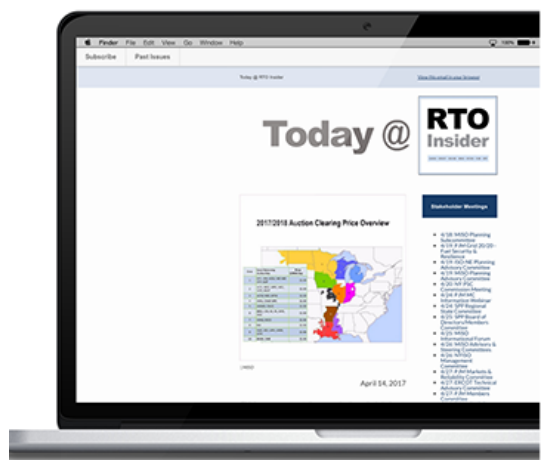 Finder File Edit View Go Window Help
100%
Subscribe Past Issues
Today @ RTO Insider
View this email in your browser
Today @
RTO
Insider
Stakeholder Meetings
2017/2018 Auction Clearing Price Overview
4/18: MISO Planning
Subcommittee
4/19: PJM Grid 20/20 -
Fuel Security &
Resilience
4/19: ISO-NE Planning
Advisory Committee
4/19: MISO Planning
Advisory Committee
4/20: NY PSC
Commission Meeting
4/24: PJM MC
Information Webinar
4/24: SPP Regional
State Committee
4/25: SPP Board of
Directors/Members
Committee
4/25: MISO
Informational Forum
4/26: MISO Advisory &
Steering Committees
4/26: NYISO
Management
Committee
4/27: PJM Markets &
Reliability Committee
4/27: ERCOT Technical
Advisory Committee
4/27: PJM Members
Committee
| MISO
April 14, 2017